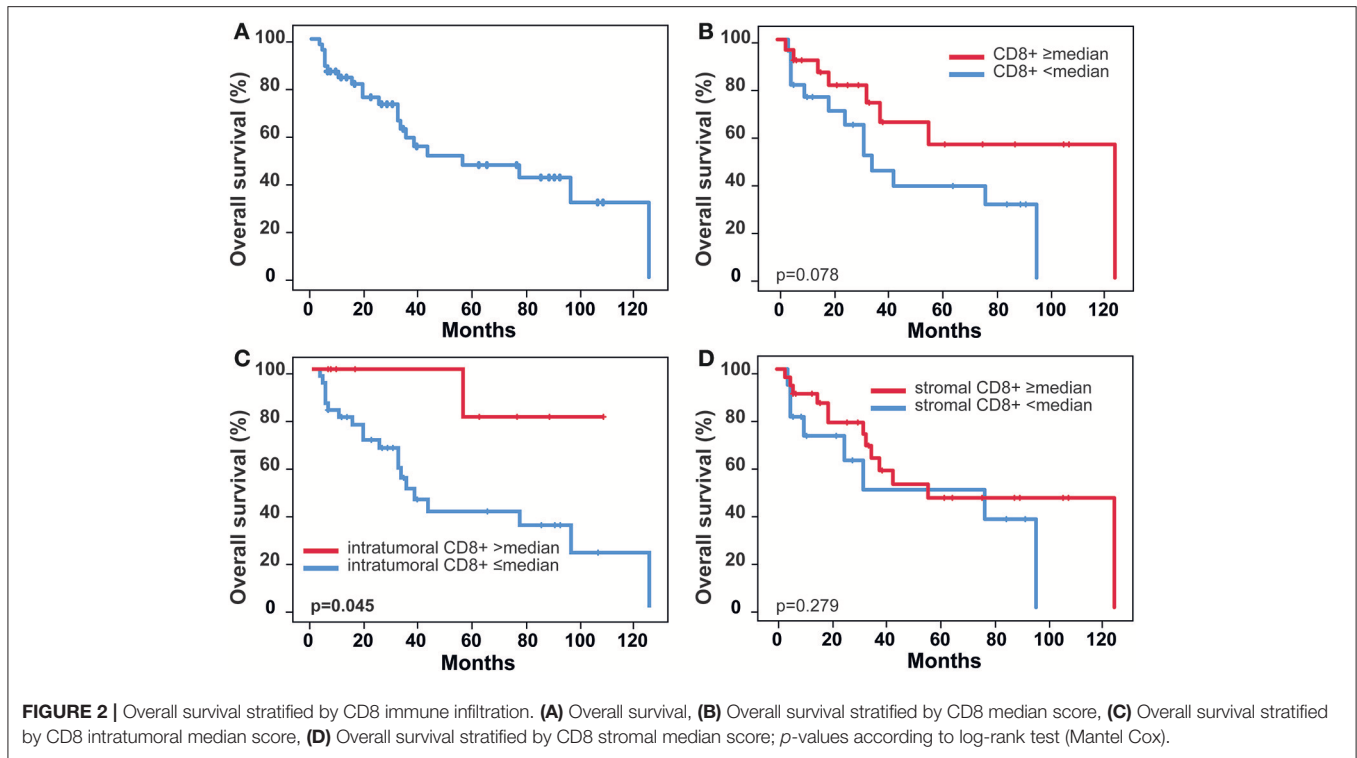 A
Overall survival (%)
100
80
60
40
20
0
0 20 40 60 80 100 120
Months
B
Overall survival (%)
100
80
60
40
20
0
CD8+ ≥median
CD8+ <median
p=0.078
0 20 40 60 80 100 120
Months
C
Overall survival (%)
100
80
60
40
20
0
intratumoral CD8+ >median
intratumoral CD8+ ≤median
p=0.045
0 20 40 60 80 100 120
Months
D
Overall survival (%)
100
80
60
40
20
0
stromal CD8+ ≥median
stromal CD8+ <median
p=0.279
0 20 40 60 80 100 120
Months
FIGURE 2 | Overall survival stratified by CD8 immune infiltration. (A) Overall survival, (B) Overall survival stratified by CD8 median score, (C) Overall survival stratified
by CD8 intratumoral median score, (D) Overall survival stratified by CD8 stromal median score; p-values according to log-rank test (Mantel Cox).